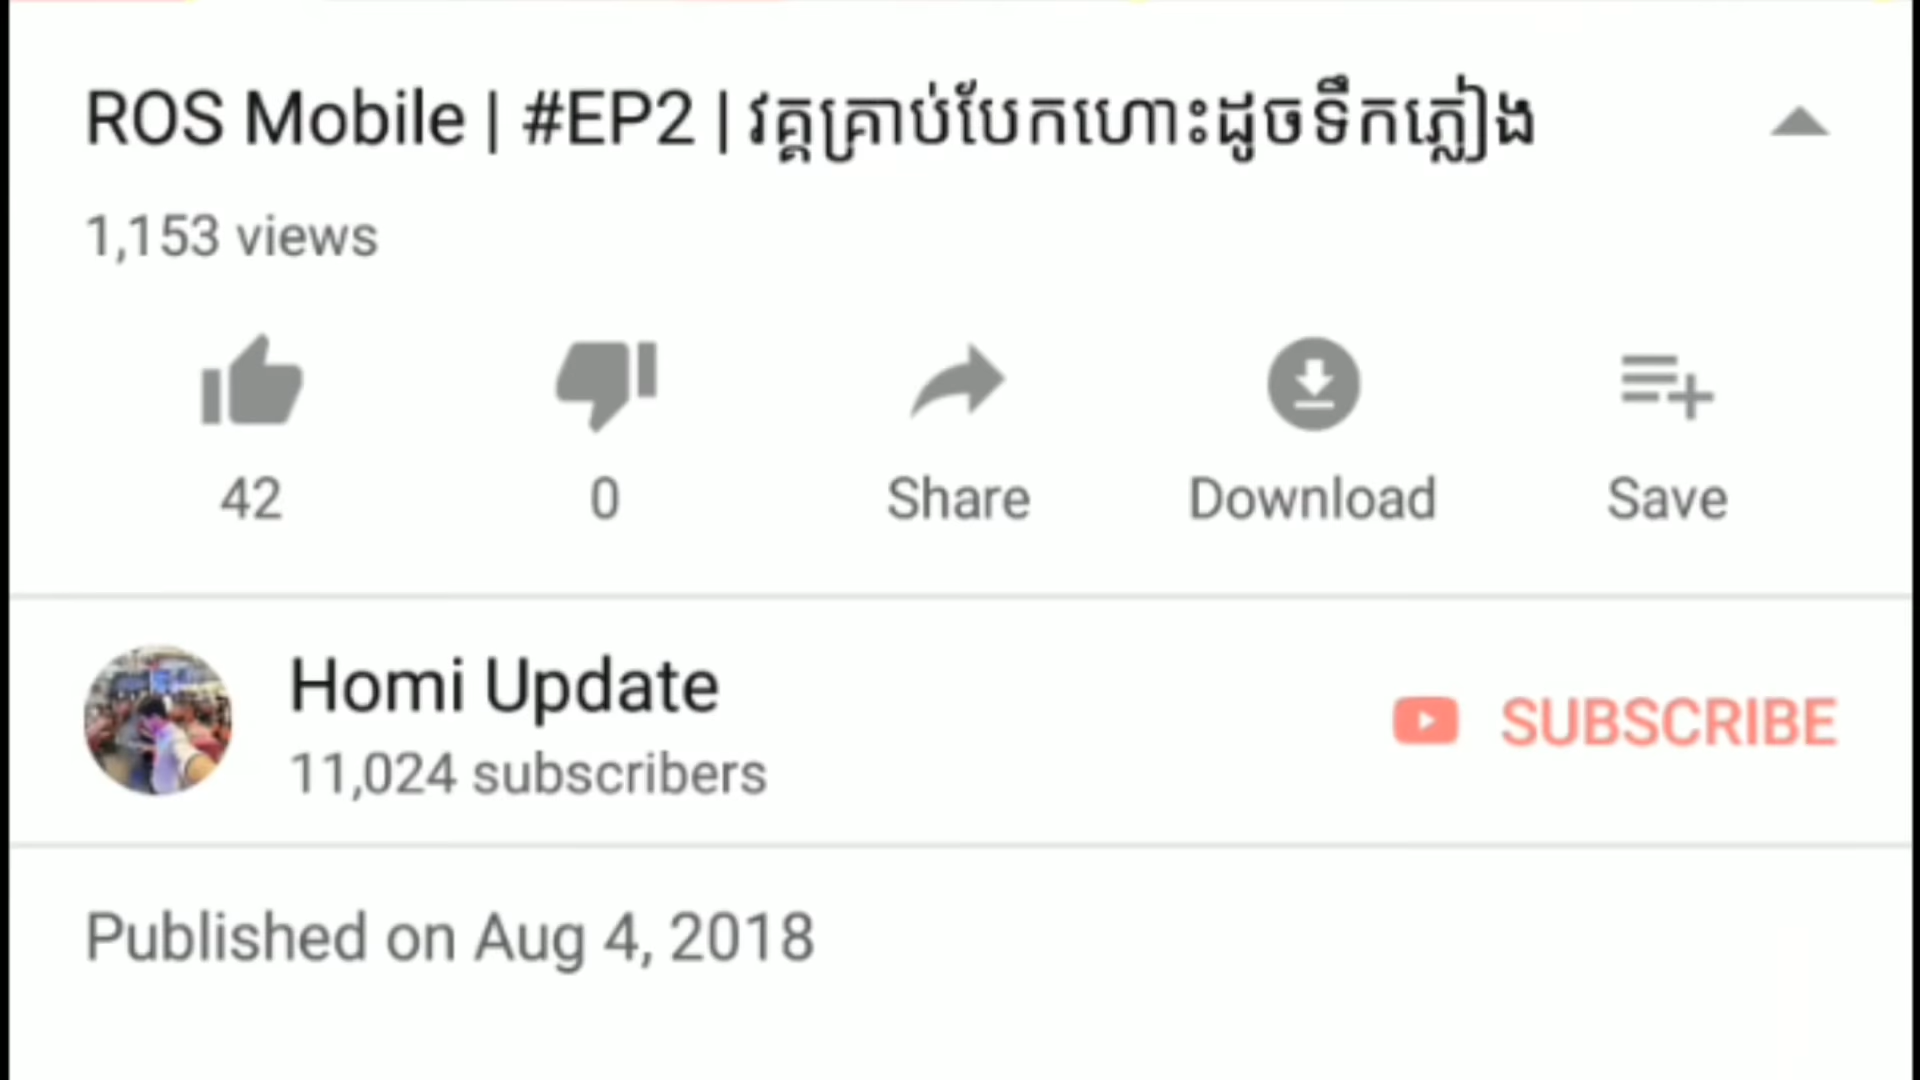 ROS Mobile | #EP2 | វគ្គគ្រាប់បែកហោះដូចទឹកភ្លៀង
1,153 views
42
0
Share
Download
Save
Homi Update
SUBSCRIBE
11,024 subscribers
Published on Aug 4, 2018